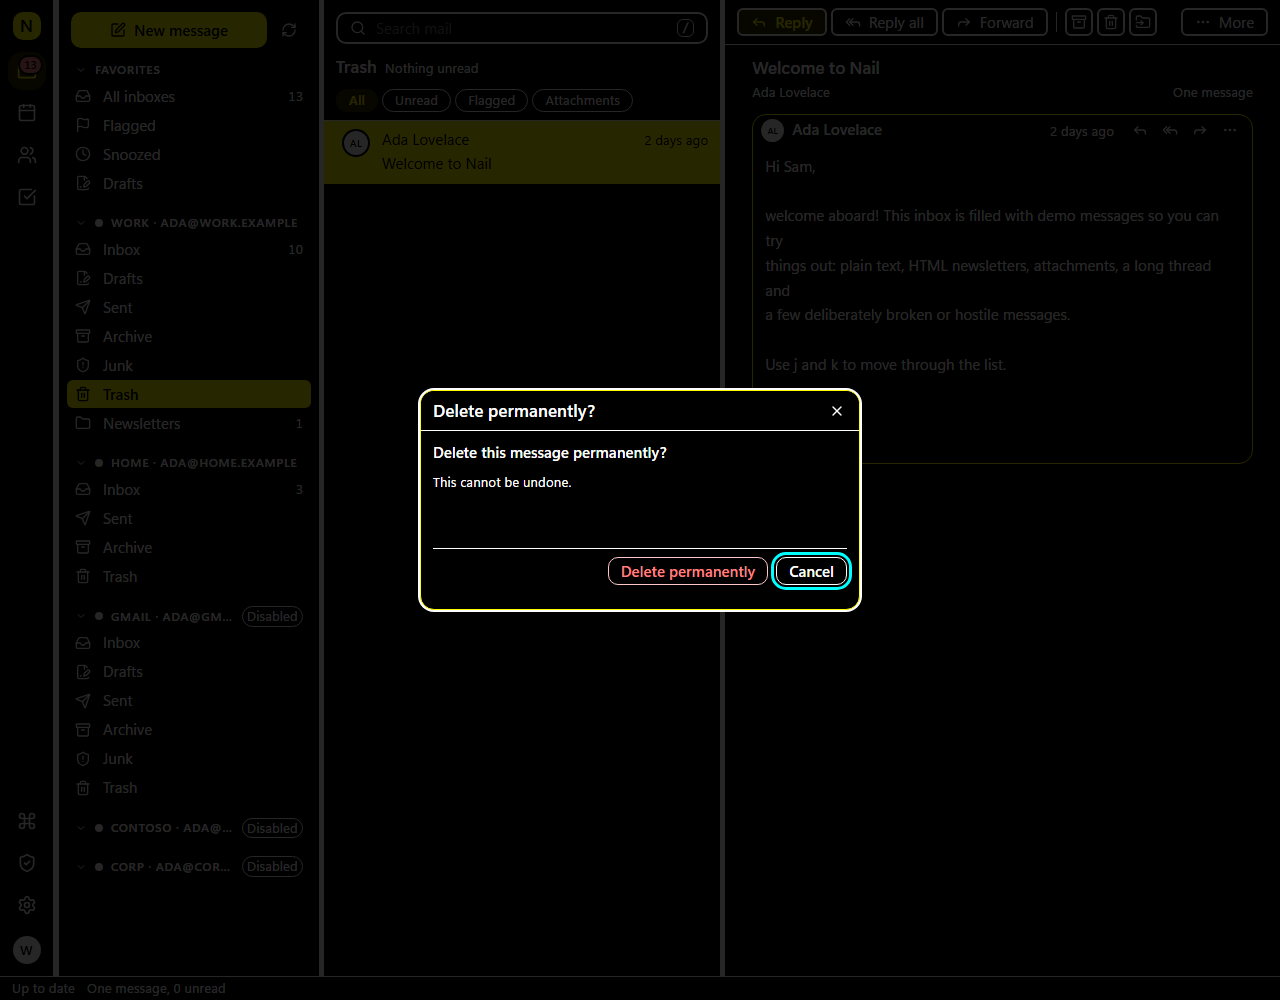 N
13
New message
FAVORITES
All inboxes 13
Flagged
Snoozed
Drafts
WORK · ADA@WORK.EXAMPLE
Inbox 10
Drafts
Sent
Archive
Junk
Trash
Newsletters 1
HOME · ADA@HOME.EXAMPLE
Inbox 3
Sent
Archive
Trash
GMAIL · ADA@GM... Disabled
Inbox
Drafts
Sent
Archive
Junk
Trash
CONTOSO · ADA@... Disabled
CORP · ADA@COR... Disabled
W
Search mail /
Trash Nothing unread
All Unread Flagged Attachments
AL Ada Lovelace 2 days ago
Welcome to Nail
Reply Reply all Forward More
Welcome to Nail
Ada Lovelace One message
AL Ada Lovelace 2 days ago
Hi Sam,
welcome aboard! This inbox is filled with demo messages so you can
try
things out: plain text, HTML newsletters, attachments, a long thread
and
a few deliberately broken or hostile messages.
Use j and k to move through the list.
Delete permanently?
Delete this message permanently?
This cannot be undone.
Delete permanently Cancel
Up to date One message, 0 unread